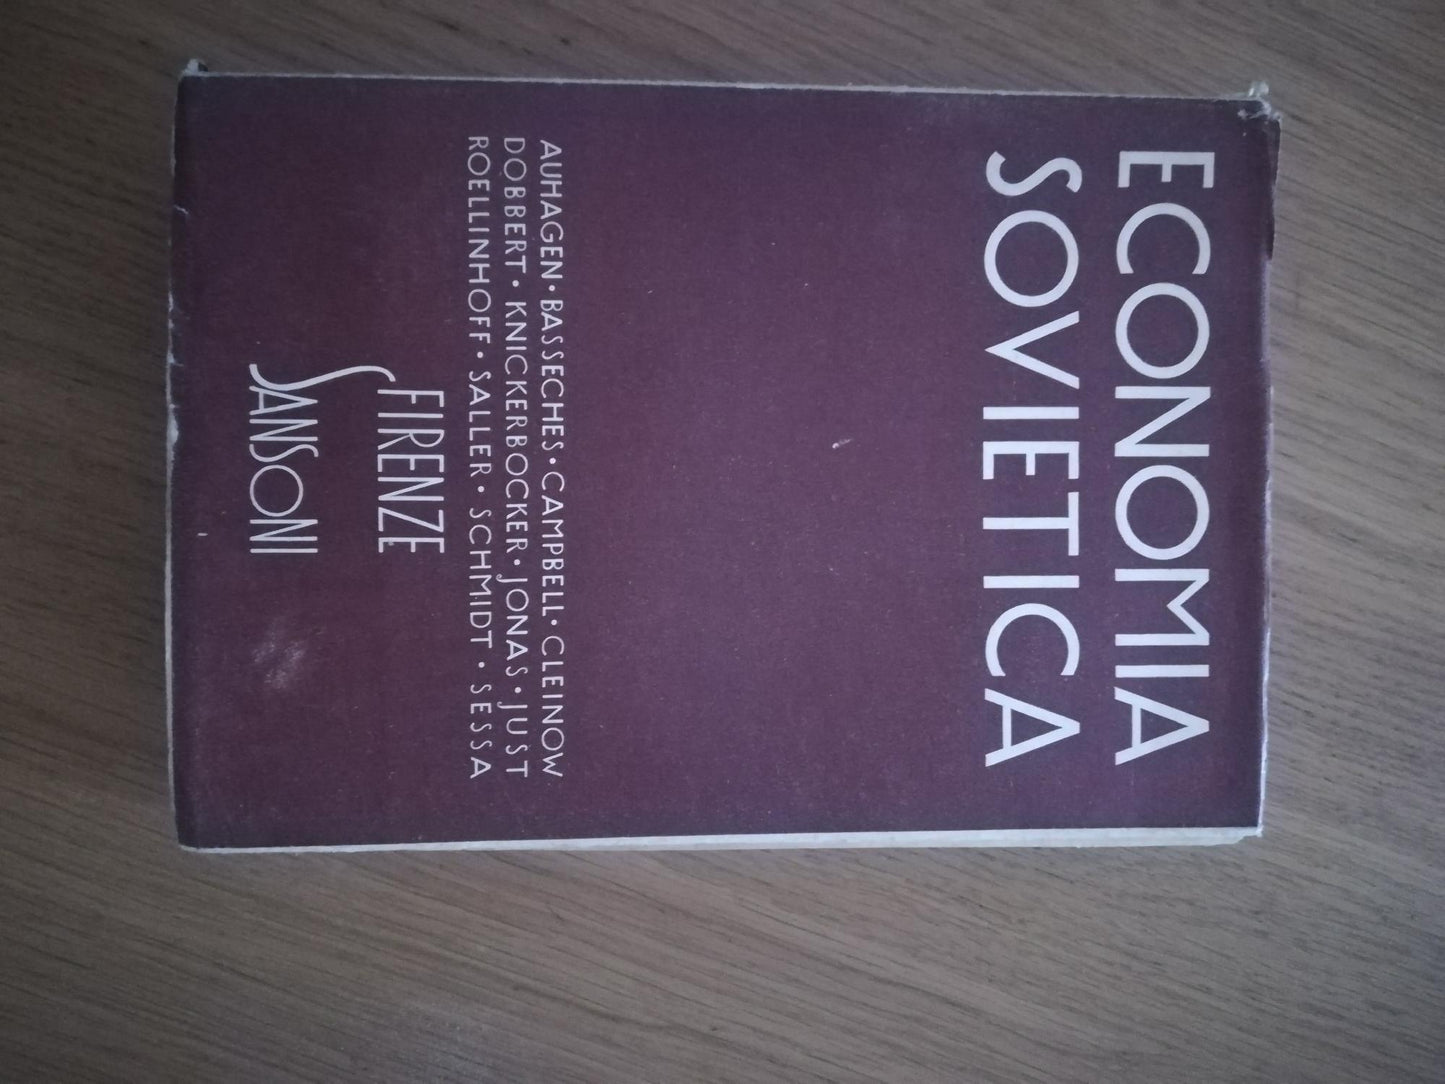 ECONOMIA
SOVIETICA
AUHAGEN • BASSECHES • CAMPBELL • CLEINOW
DOBBERT • KNICKERBOCKER • JONAS • JUST
ROELLINHOFF • SALLER • SCHMIDT • SESSA
FIRENZE
SANSONI